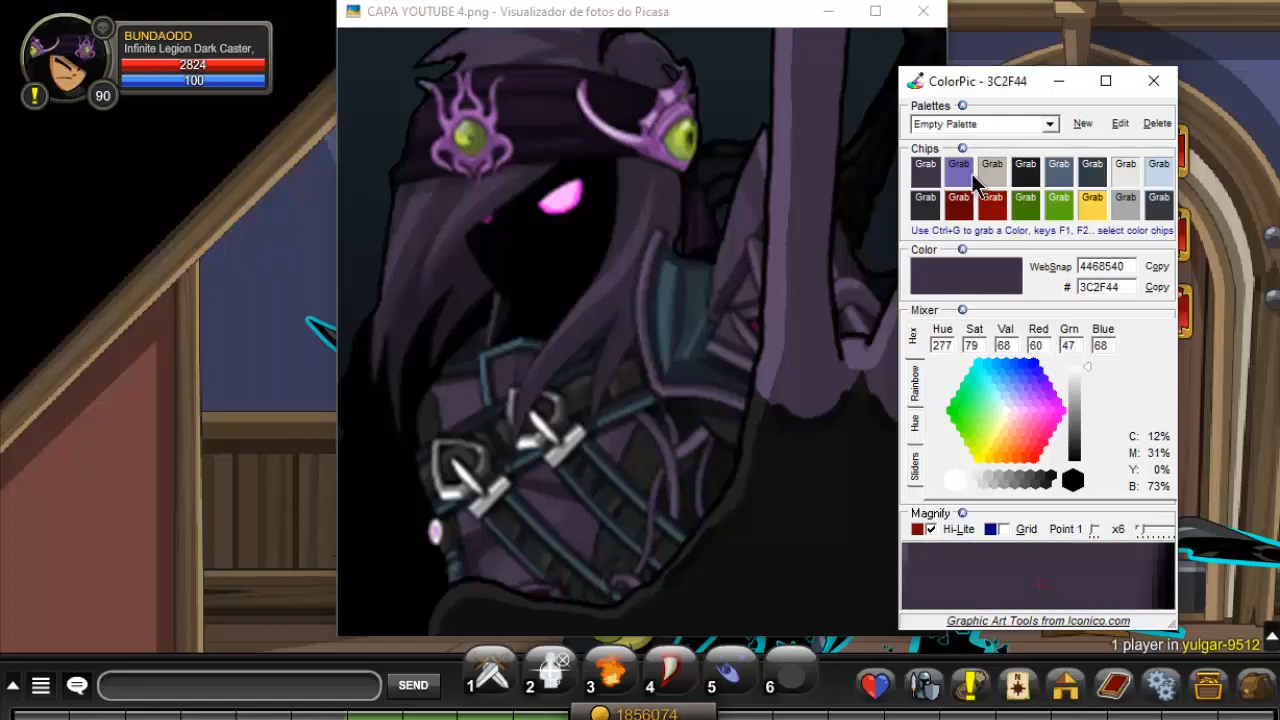 BUNDAODD
Infinite Legion Dark Caster,
2824
100
90
CAPA YOUTUBE 4.png - Visualizador de fotos do Picasa
ColorPic - 3C2F44
Palettes
Empty Palette New Edit Delete
Chips
Grab Grab Grab Grab Grab Grab Grab Grab
Grab Grab Grab Grab Grab Grab Grab Grab
Use Ctrl+G to grab a Color, keys F1, F2.. select color chips
Color
WebSnap 4468540 Copy
# 3C2F44 Copy
Mixer
Hex
Rainbow
Hue
Sliders
Hue Sat Val Red Grn Blue
277 79 68 60 47 68
C: 12%
M: 31%
Y: 0%
B: 73%
Magnify
Hi-Lite Grid Point 1 x6
Graphic Art Tools from Iconico.com
1 player in yulgar-9512
SEND
1 2 3 4 5 6
1856074